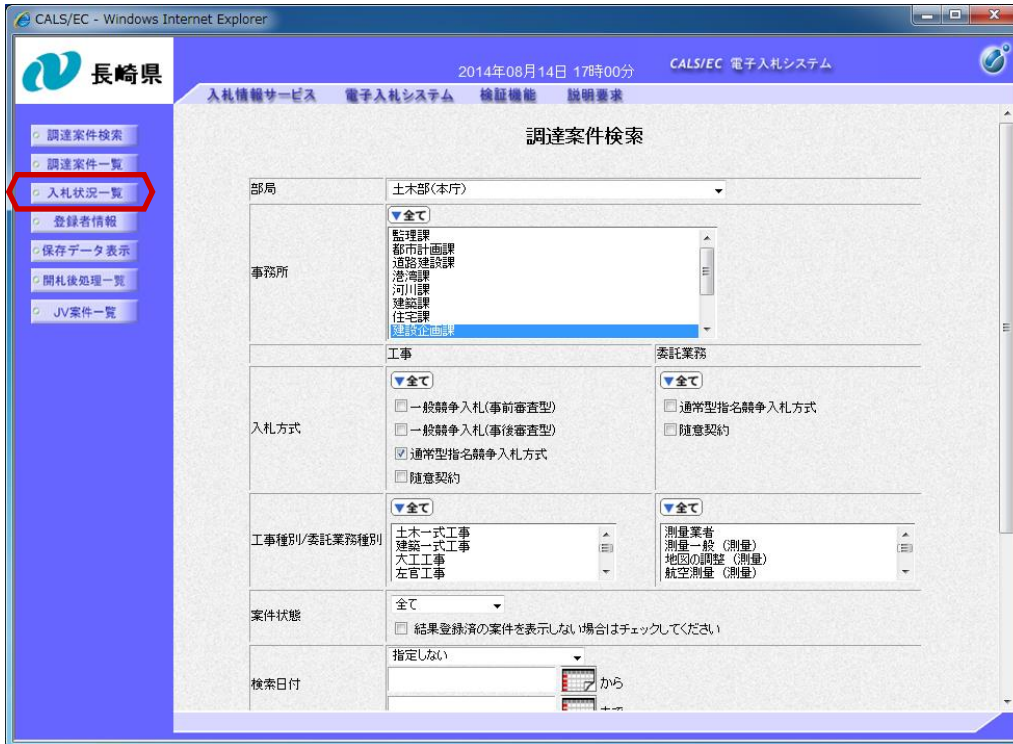 CALS/EC - Windows Internet Explorer
長崎県
2014年08月14日 17時00分
CALS/EC 電子入札システム
入札情報サービス 電子入札システム 検証機能 説明要求
調達案件検索
調達案件一覧
入札状況一覧
登録者情報
保存データ表示
開札後処理一覧
JV案件一覧
調達案件検索
部局 土木部(本庁)
事務所
▼全て
監理課
都市計画課
道路建設課
港湾課
河川課
建築課
住宅課
建設企画課
工事 委託業務
入札方式
▼全て ▼全て
一般競争入札(事前審査型) 通常型指名競争入札方式
一般競争入札(事後審査型) 随意契約
通常型指名競争入札方式
随意契約
工事種別/委託業務種別
▼全て ▼全て
土木一式工事 測量業者
建築一式工事 測量一般（測量）
大工工事 地図の調整（測量）
左官工事 航空測量（測量）
案件状態
全て
結果登録済の案件を表示しない場合はチェックしてください
検索日付
指定しない
から